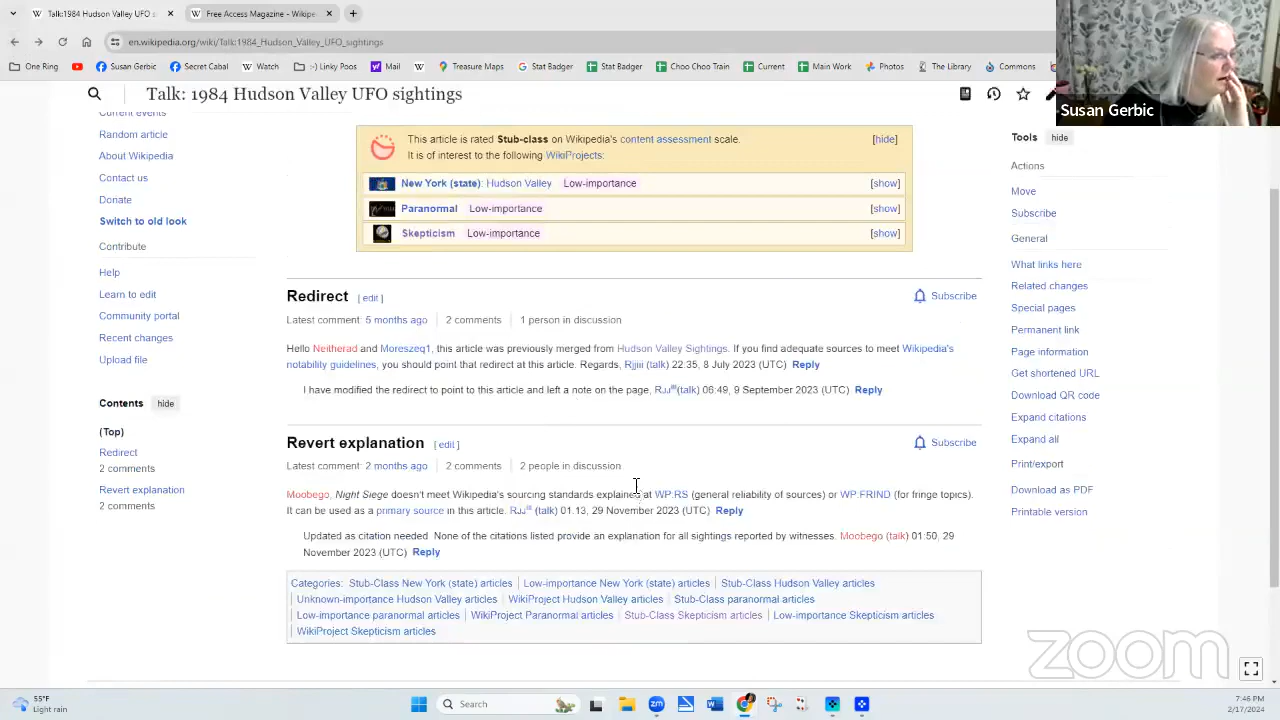 Talk:1984 Hudson Valley UFO s
Free Access Magazine - Wikipedia
en.wikipedia.org/wiki/Talk:1984_Hudson_Valley_UFO_sightings
One Ring Susan Gerbic Secret Cabal Watch :-) Linky Poo Mail Treasure Maps Stat Badger Stat Badger Choo Choo Train Current Main Work Photos The Library Commons
Susan Gerbic
Talk: 1984 Hudson Valley UFO sightings
Current events
Random article
About Wikipedia
Contact us
Donate
Switch to old look
Contribute
Help
Learn to edit
Community portal
Recent changes
Upload file
Contents hide
(Top)
Redirect
2 comments
Revert explanation
2 comments
This article is rated Stub-class on Wikipedia's content assessment scale. [hide]
It is of interest to the following WikiProjects:
New York (state): Hudson Valley Low-importance [show]
Paranormal Low-importance [show]
Skepticism Low-importance [show]
Redirect [ edit ] Subscribe
Latest comment: 5 months ago 2 comments 1 person in discussion
Hello Neitherad and Moreszeq1, this article was previously merged from Hudson Valley Sightings. If you find adequate sources to meet Wikipedia's
notability guidelines, you should point that redirect at this article. Regards, Rjjiii (talk) 22:35, 8 July 2023 (UTC) Reply
I have modified the redirect to point to this article and left a note on the page, RJJ (talk) 06:49, 9 September 2023 (UTC) Reply
Revert explanation [ edit ] Subscribe
Latest comment: 2 months ago 2 comments 2 people in discussion
Moobego, Night Siege doesn't meet Wikipedia's sourcing standards explained at WP:RS (general reliability of sources) or WP:FRIND (for fringe topics).
It can be used as a primary source in this article. RJJ (talk) 01:13, 29 November 2023 (UTC) Reply
Updated as citation needed. None of the citations listed provide an explanation for all sightings reported by witnesses. Moobego (talk) 01:50, 29
November 2023 (UTC) Reply
Categories: Stub-Class New York (state) articles Low-importance New York (state) articles Stub-Class Hudson Valley articles
Unknown-importance Hudson Valley articles WikiProject Hudson Valley articles Stub-Class paranormal articles
Low-importance paranormal articles WikiProject Paranormal articles Stub-Class Skepticism articles Low-importance Skepticism articles
WikiProject Skepticism articles
Tools hide
Actions
Move
Subscribe
General
What links here
Related changes
Special pages
Permanent link
Page information
Get shortened URL
Download QR code
Expand citations
Expand all
Print/export
Download as PDF
Printable version
zoom
55°F
Light rain
Search
7:46 PM
2/17/2024